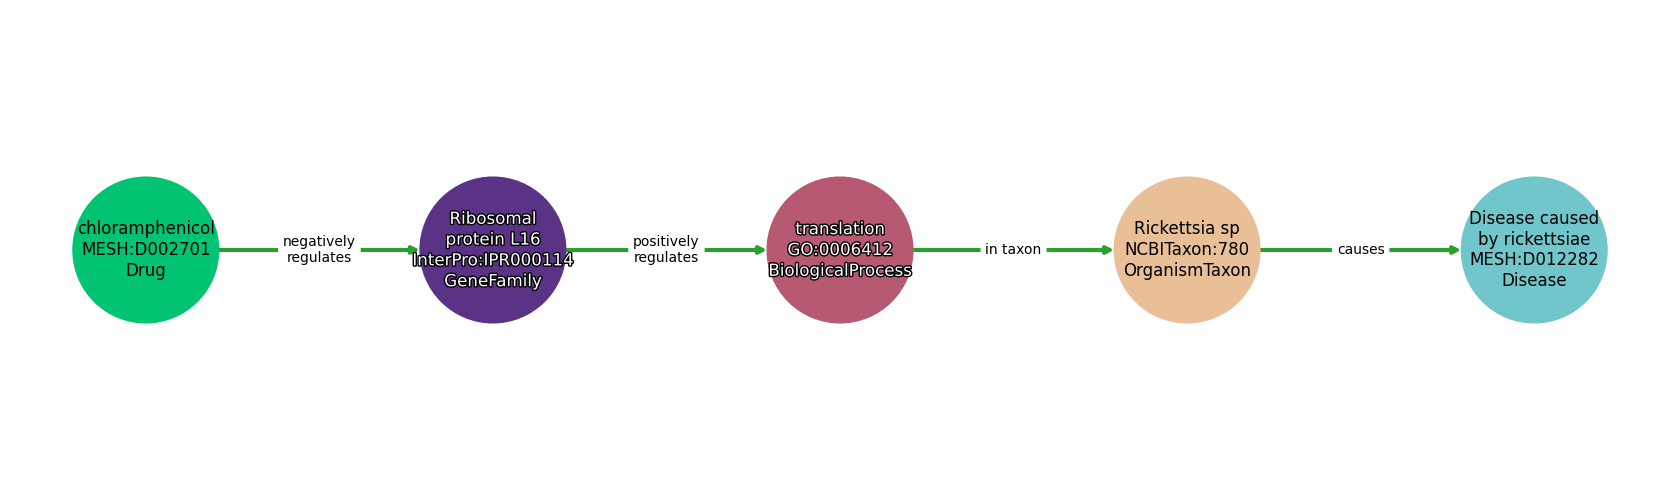 chloramphenicol
MESH:D002701
Drug
negatively
regulates
Ribosomal
protein L16
InterPro:IPR000114
GeneFamily
positively
regulates
translation
GO:0006412
BiologicalProcess
in taxon
Rickettsia sp
NCBITaxon:780
OrganismTaxon
causes
Disease caused
by rickettsiae
MESH:D012282
Disease